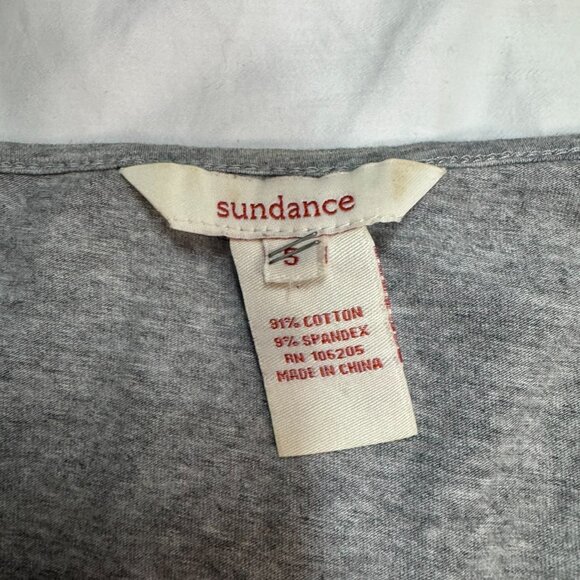 sundance
S
91% COTTON
9% SPANDEX
RN 106205
MADE IN CHINA